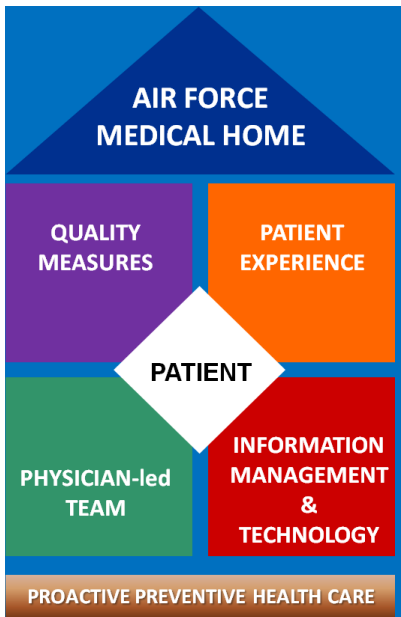 AIR FORCE
MEDICAL HOME
QUALITY
MEASURES
PATIENT
EXPERIENCE
PATIENT
PHYSICIAN-led
TEAM
INFORMATION
MANAGEMENT
&
TECHNOLOGY
PROACTIVE PREVENTIVE HEALTH CARE